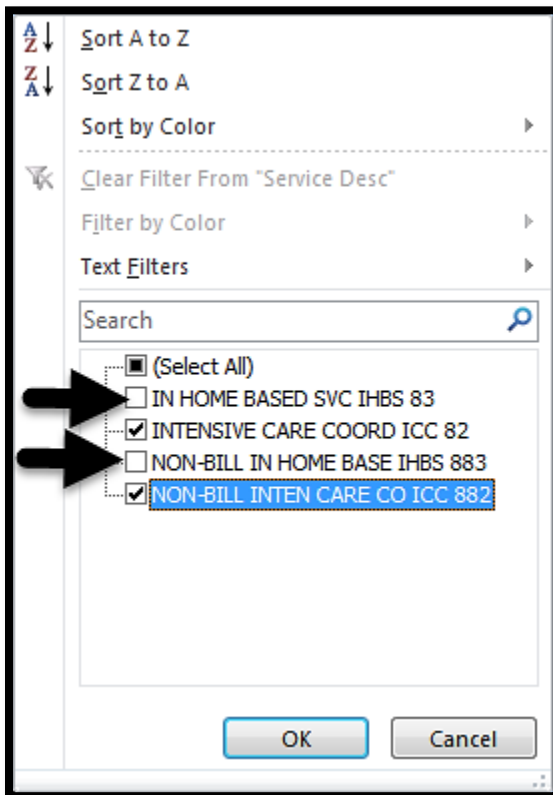 Sort A to Z
Sort Z to A
Sort by Color
Clear Filter From "Service Desc"
Filter by Color
Text Filters
Search
(Select All)
IN HOME BASED SVC IHBS 83
INTENSIVE CARE COORD ICC 82
NON-BILL IN HOME BASE IHBS 883
NON-BILL INTEN CARE CO ICC 882
OK Cancel